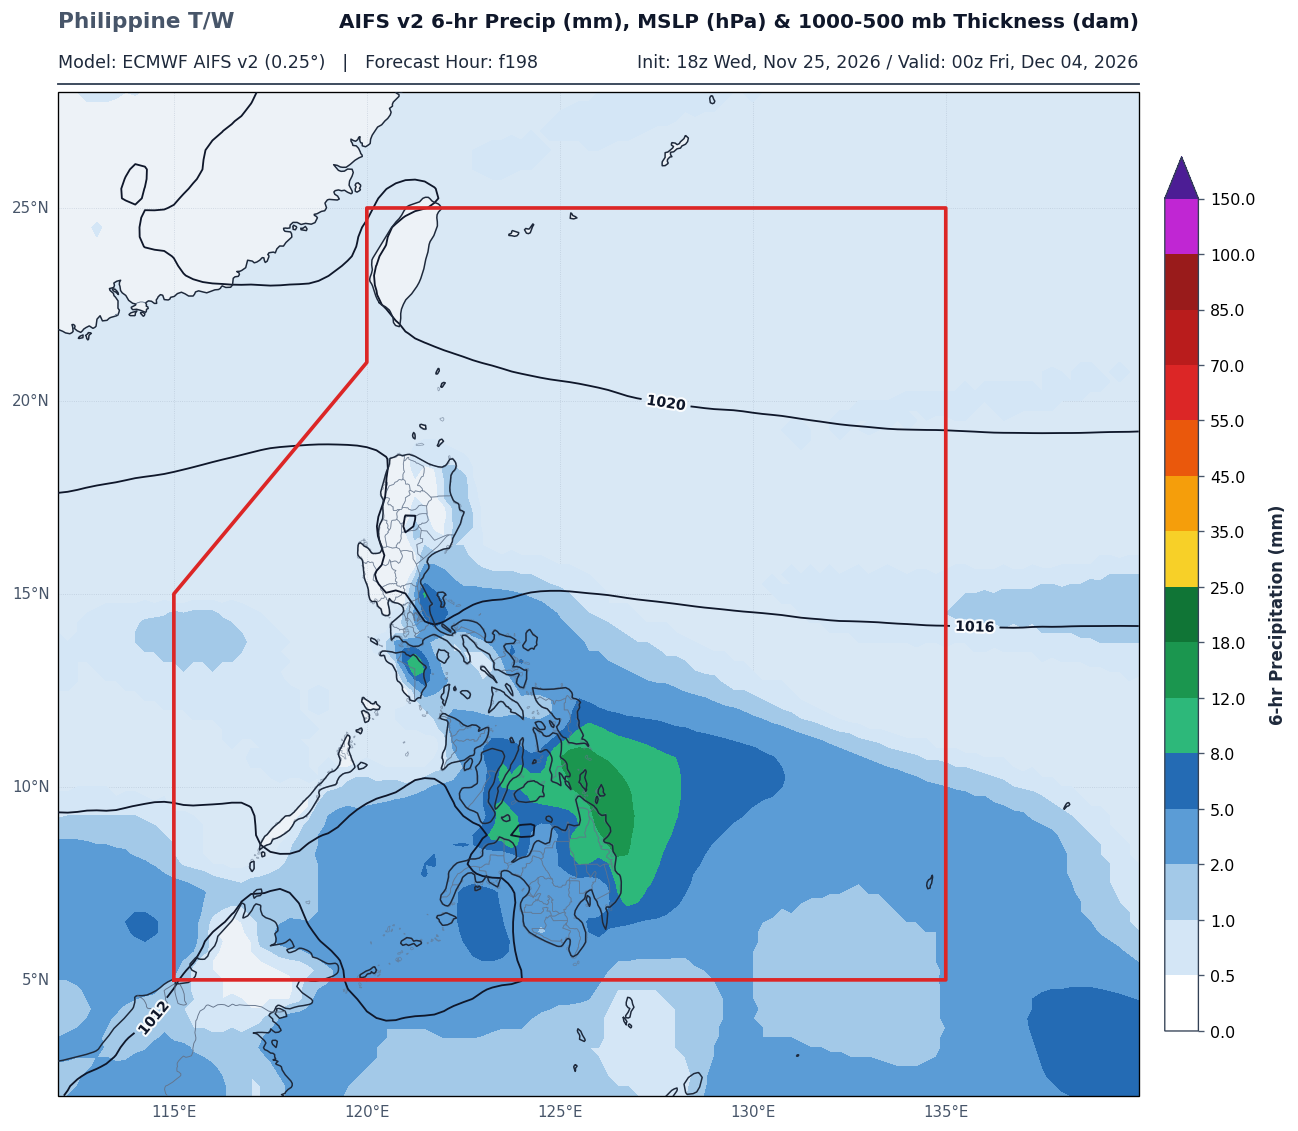 Philippine T/W
AIFS v2 6-hr Precip (mm), MSLP (hPa) & 1000-500 mb Thickness (dam)
Model: ECMWF AIFS v2 (0.25°) | Forecast Hour: f198
Init: 18z Wed, Nov 25, 2026 / Valid: 00z Fri, Dec 04, 2026
25°N
20°N
15°N
10°N
5°N
115°E
120°E
125°E
130°E
135°E
1020
1016
1012
150.0
100.0
85.0
70.0
55.0
45.0
35.0
25.0
18.0
12.0
8.0
5.0
2.0
1.0
0.5
0.0
6-hr Precipitation (mm)